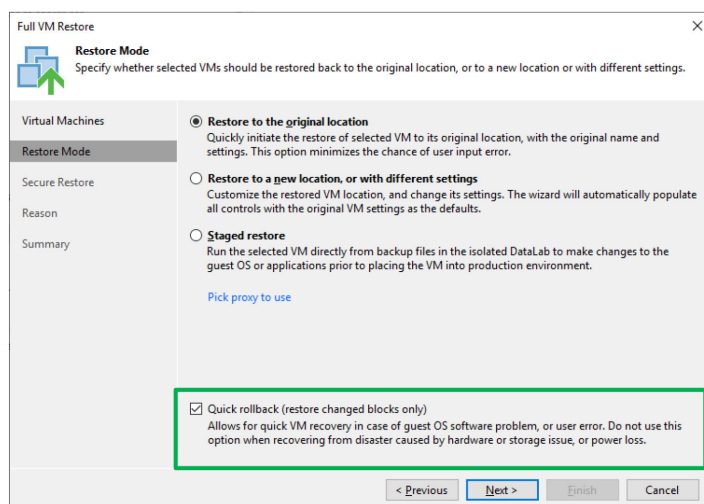 Full VM Restore
Restore Mode
Specify whether selected VMs should be restored back to the original location, or to a new location or with different settings.
Virtual Machines
Restore Mode
Secure Restore
Reason
Summary
Restore to the original location
Quickly initiate the restore of selected VM to its original location, with the original name and
settings. This option minimizes the chance of user input error.
Restore to a new location, or with different settings
Customize the restored VM location, and change its settings. The wizard will automatically populate
all controls with the original VM settings as the defaults.
Staged restore
Run the selected VM directly from backup files in the isolated DataLab to make changes to the
guest OS or applications prior to placing the VM into production environment.
Pick proxy to use
Quick rollback (restore changed blocks only)
Allows for quick VM recovery in case of guest OS software problem, or user error. Do not use this
option when recovering from disaster caused by hardware or storage issue, or power loss.
< Previous
Next >
Finish
Cancel